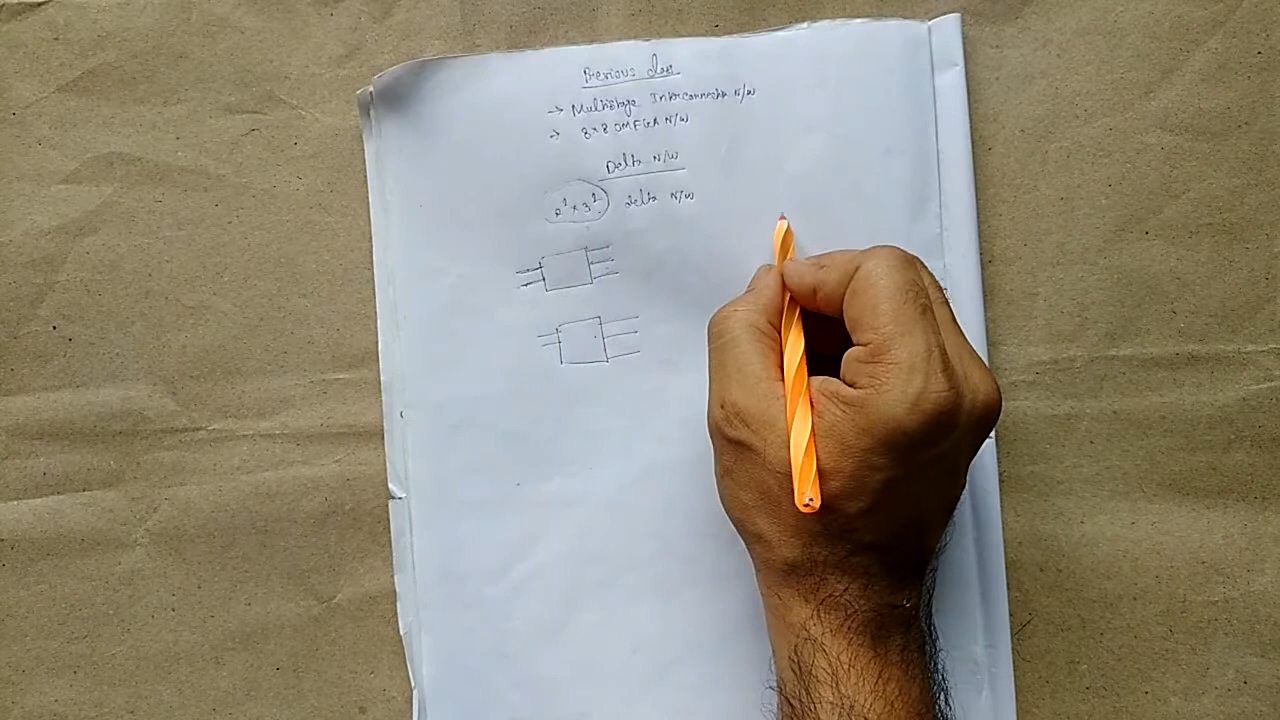 Previous class
→ Multistage Interconnection N/W
→ 8×8 OMEGA N/W
Delta N/W
2² × 3² delta N/W